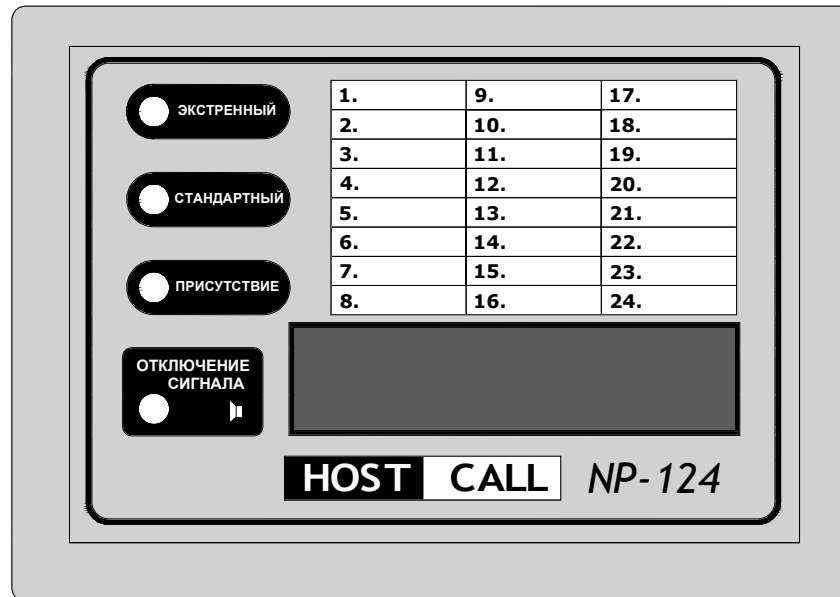 ЭКСТРЕННЫЙ
СТАНДАРТНЫЙ
ПРИСУТСТВИЕ
ОТКЛЮЧЕНИЕ
СИГНАЛА
1. 9. 17.
2. 10. 18.
3. 11. 19.
4. 12. 20.
5. 13. 21.
6. 14. 22.
7. 15. 23.
8. 16. 24.
HOST CALL NP-124